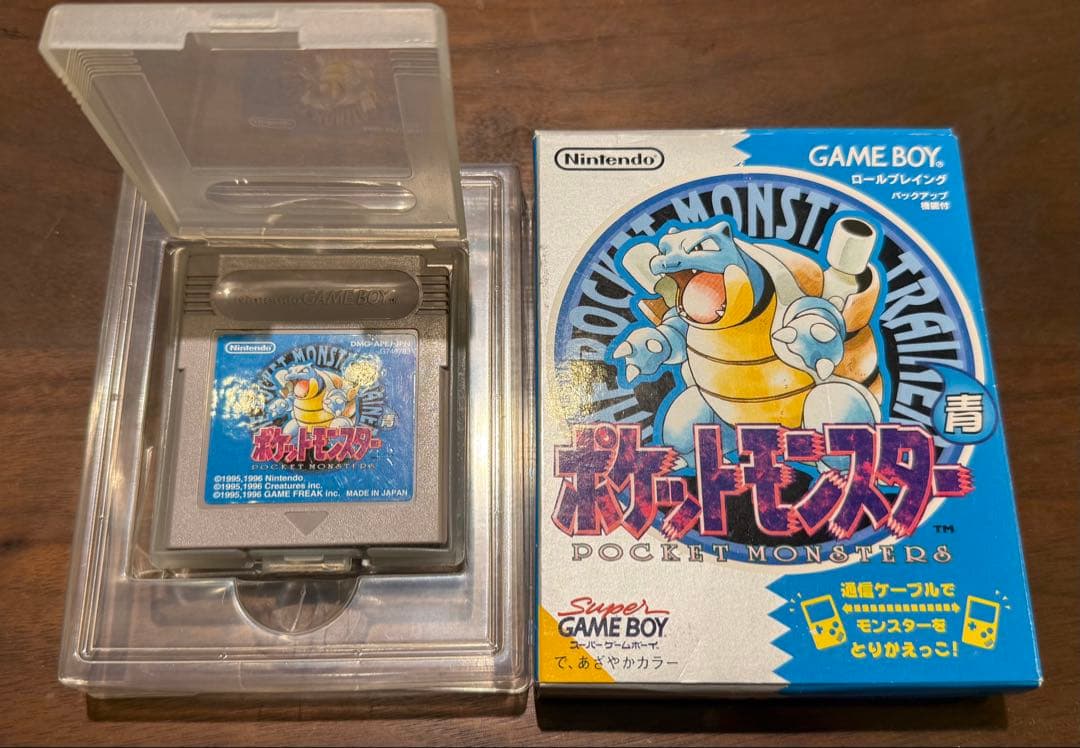 Nintendo GAME BOY
Nintendo
DMG-APEJ-JPN
POCKET MONSTERS TRAINER
青
ポケットモンスター
POCKET MONSTERS
©1995,1996 Nintendo.
©1995,1996 Creatures inc.
©1995,1996 GAME FREAK inc. MADE IN JAPAN
Nintendo
GAME BOY
ロールプレイング
バックアップ
機能付
POCKET MONSTERS TRAINER
青
ポケットモンスター
TM
POCKET MONSTERS
Super
GAME BOY
スーパーゲームボーイ
で、あざやかカラー
通信ケーブルで
モンスターを
とりかえっこ!